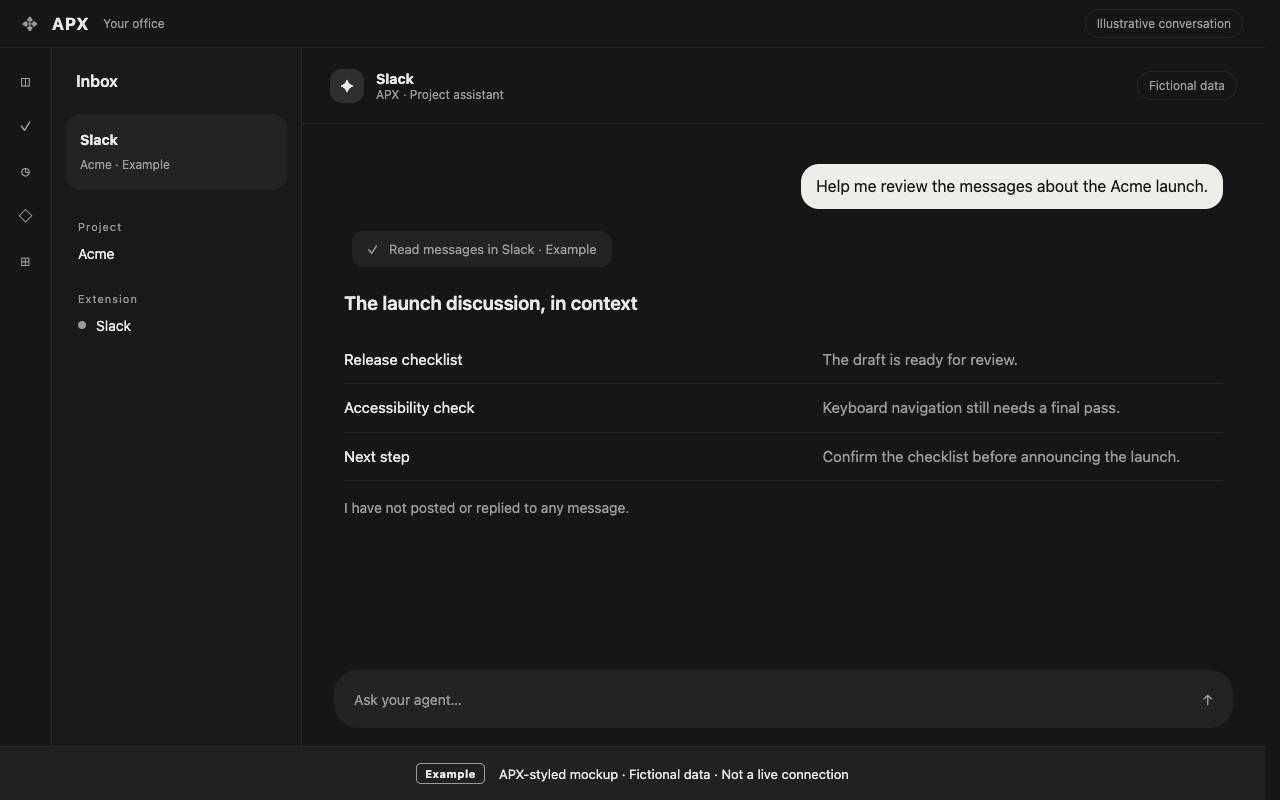 APX Your office
Illustrative conversation
Inbox
Slack
Acme · Example
Project
Acme
Extension
Slack
Slack
APX · Project assistant
Fictional data
Help me review the messages about the Acme launch.
Read messages in Slack · Example
The launch discussion, in context
Release checklist The draft is ready for review.
Accessibility check Keyboard navigation still needs a final pass.
Next step Confirm the checklist before announcing the launch.
I have not posted or replied to any message.
Ask your agent...
Example APX-styled mockup · Fictional data · Not a live connection